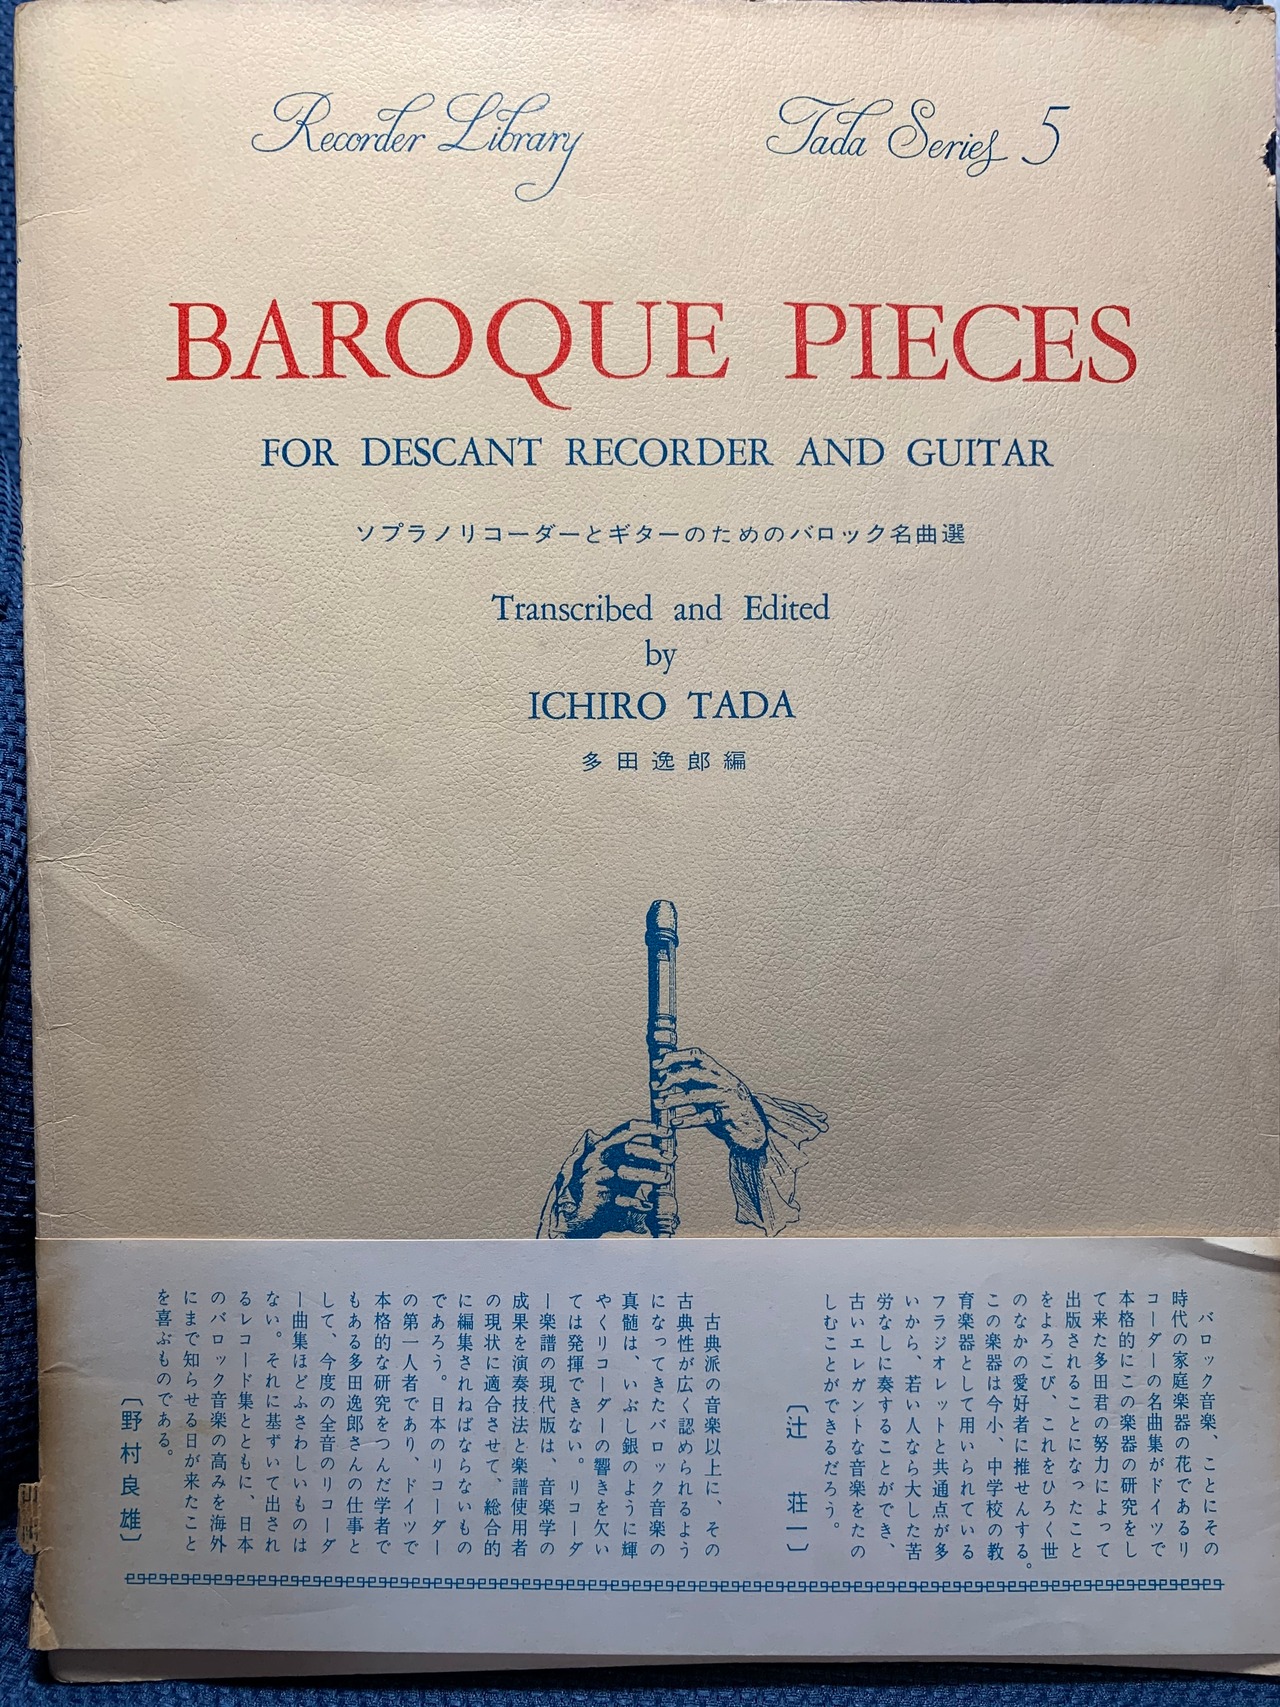 Recorder Library
Tada Series 5
BAROQUE PIECES
FOR DESCANT RECORDER AND GUITAR
ソプラノリコーダーとギターのためのバロック名曲選
Transcribed and Edited
by
ICHIRO TADA
多田逸郎編
バロック音楽、ことにその
時代の家庭楽器の花であるリ
コーダーの名曲集がドイツで
本格的にこの楽器の研究をし
て来た多田君の努力によって
出版されることになったこと
をよろこび、これをひろく世
のなかの愛好者に推せんする。
この楽器は今小、中学校の教
育楽器として用いられている
フラジオレットと共通点が多
いから、若い人なら大した苦
労なしに奏することができ、
古いエレガントな音楽をたの
しむことができるだろう。
〔辻 荘一〕
古典派の音楽以上に、その
古典性が広く認められるよう
になってきたバロック音楽の
真髄は、いぶし銀のように輝
やくリコーダーの響きを欠い
ては発揮できない。リコーダ
ー楽譜の現代版は、音楽学の
成果を演奏技法と楽譜使用者
の現状に適合させて、総合的
に編集されねばならないもの
であろう。日本のリコーダー
の第一人者であり、ドイツで
本格的な研究をつんだ学者で
もある多田逸郎さんの仕事と
して、今度の全音のリコーダ
ー曲集ほどふさわしいものは
ない。それに基ずいて出され
るレコード集とともに、日本
のバロック音楽の高みを海外
にまで知らせる日が来たこと
を喜ぶものである。
〔野村良雄〕